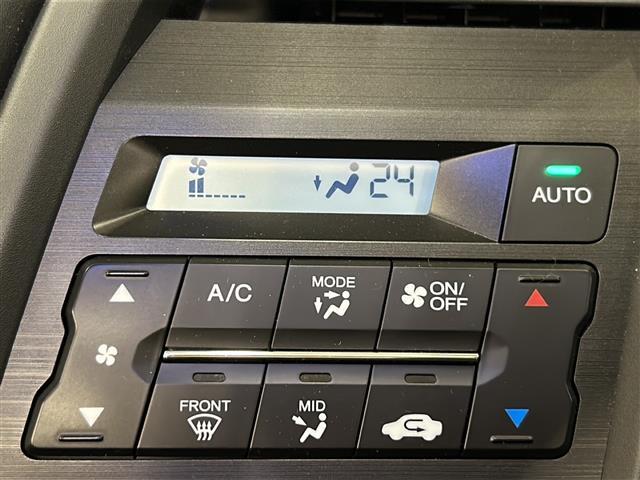 24
AUTO
A/C
MODE
ON/
OFF
FRONT
MID